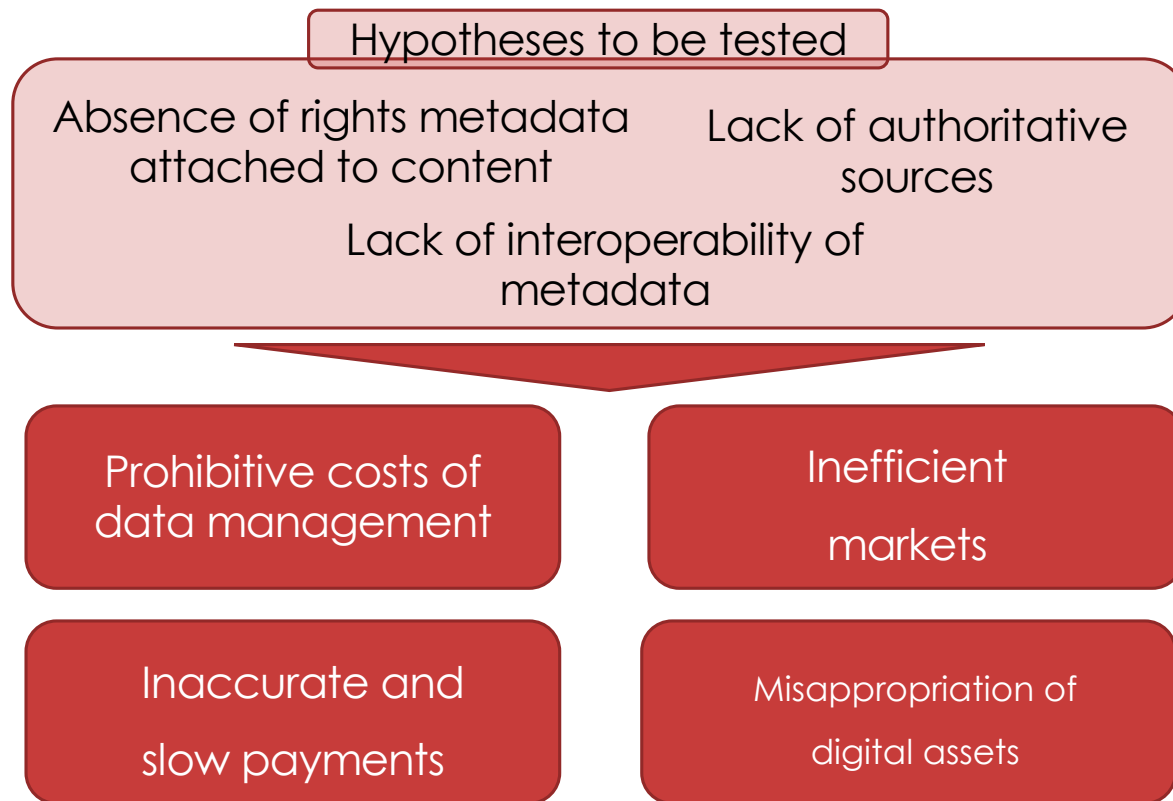 Hypotheses to be tested
Absence of rights metadata
attached to content
Lack of authoritative
sources
Lack of interoperability of
metadata
Prohibitive costs of
data management
Inefficient
markets
Inaccurate and
slow payments
Misappropriation of
digital assets